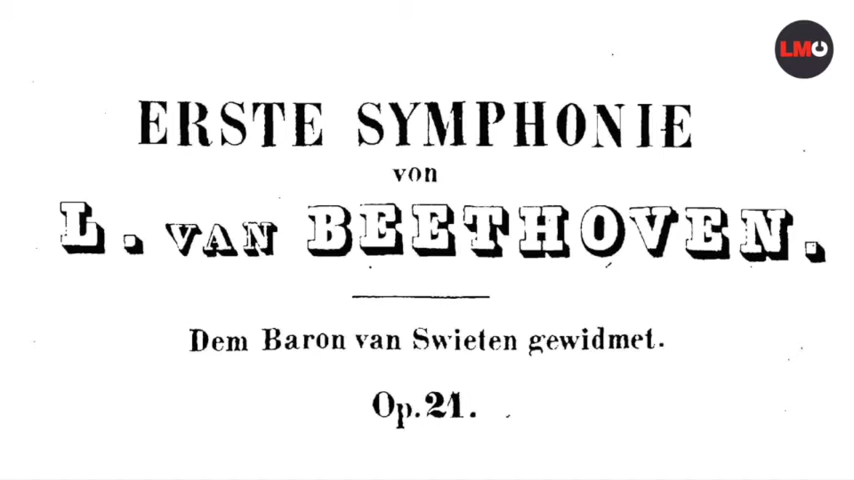 LMO
ERSTE SYMPHONIE
von
L. VAN BEETHOVEN.
Dem Baron van Swieten gewidmet.
Op. 21.